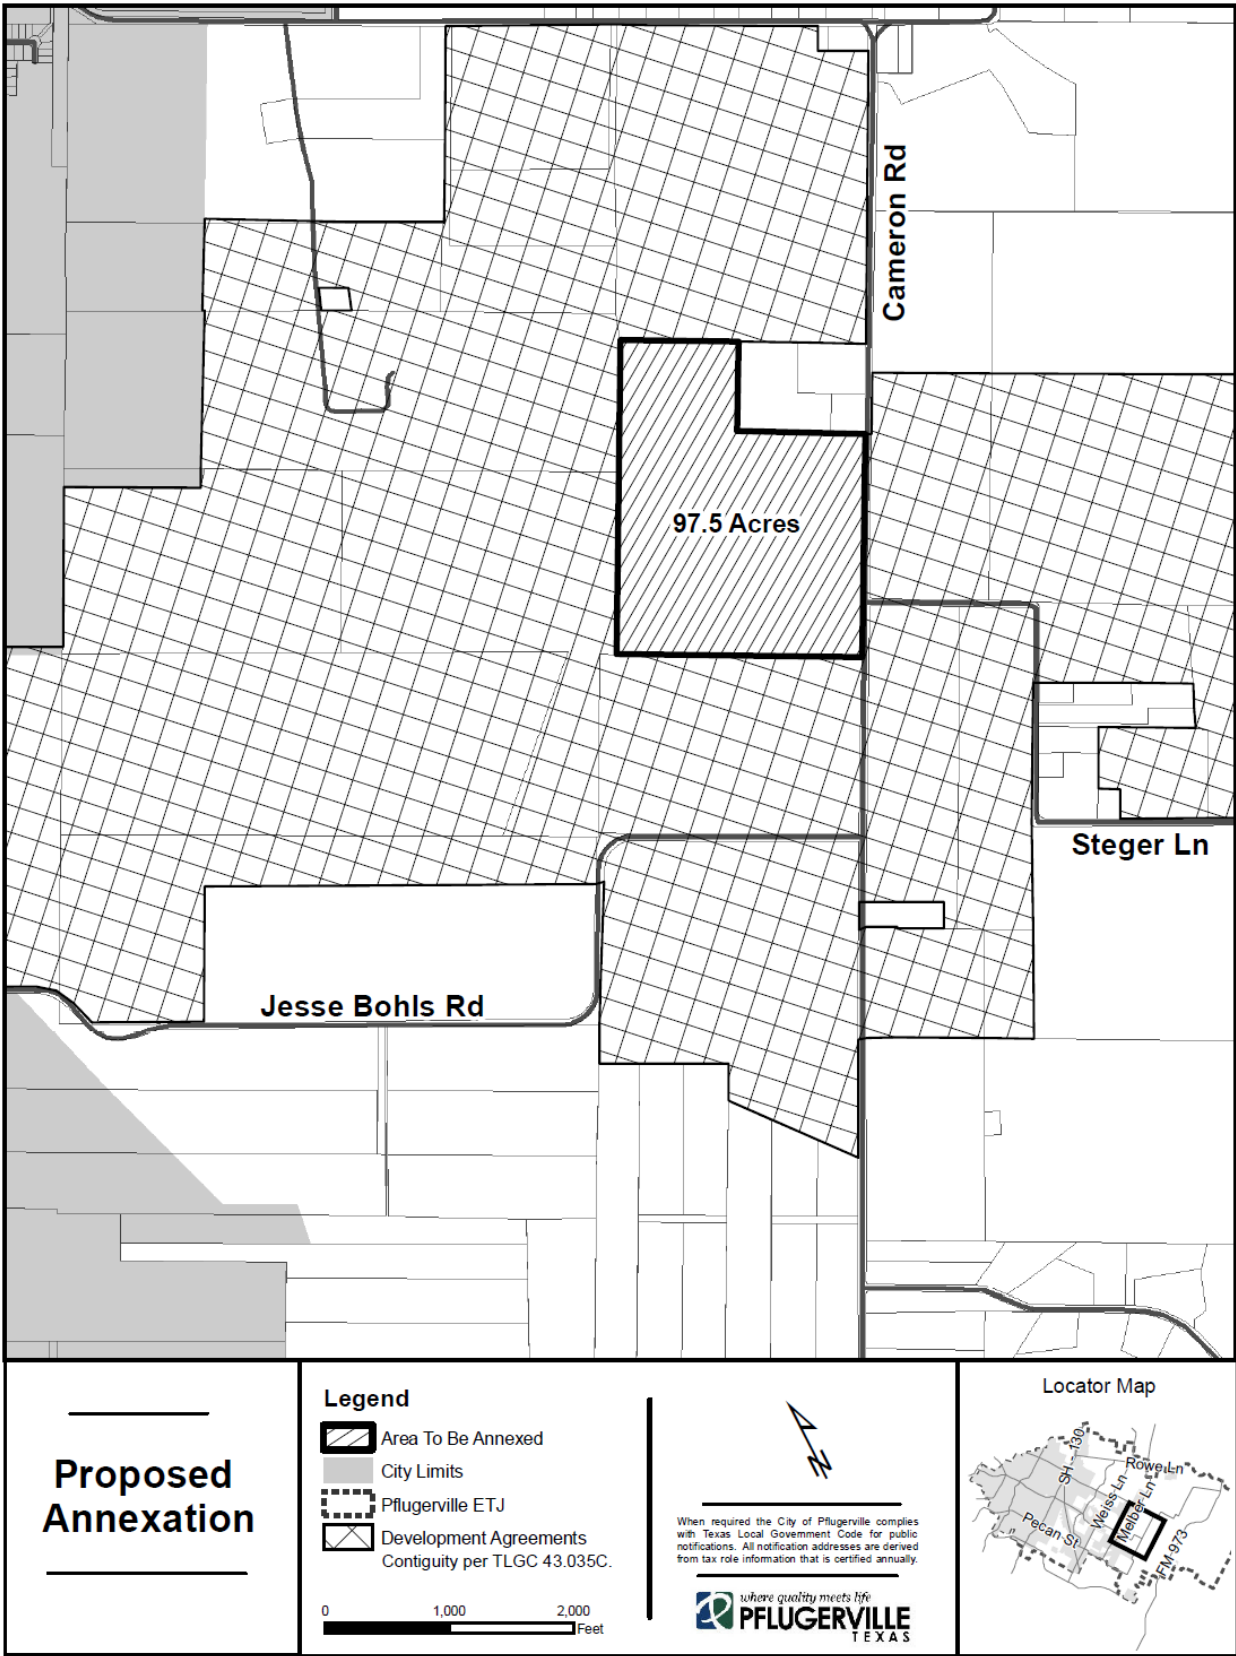 Cameron Rd
97.5 Acres
Steger Ln
Jesse Bohls Rd
Proposed
Annexation
Legend
Area To Be Annexed
City Limits
Pflugerville ETJ
Development Agreements
Contiguity per TLGC 43.035C.
0 1,000 2,000
Feet
N
When required the City of Pflugerville complies
with Texas Local Government Code for public
notifications. All notification addresses are derived
from tax role information that is certified annually.
where quality meets life
PFLUGERVILLE
TEXAS
Locator Map
SH 130
Rowe Ln
Weiss Ln
Melber Ln
Pecan St
FM 973